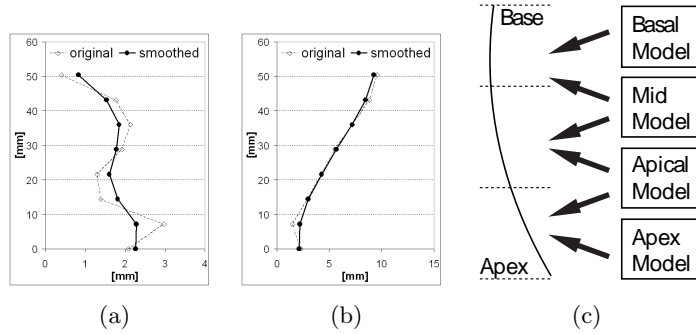 60
50
40
30
20
10
0
[mm]
original
smoothed
0 1 2 3 4
[mm]
(a)
60
50
40
30
20
10
0
[mm]
original
smoothed
0 5 10 15
[mm]
(b)
Base
Apex
Basal
Model
Mid
Model
Apical
Model
Apex
Model
(c)